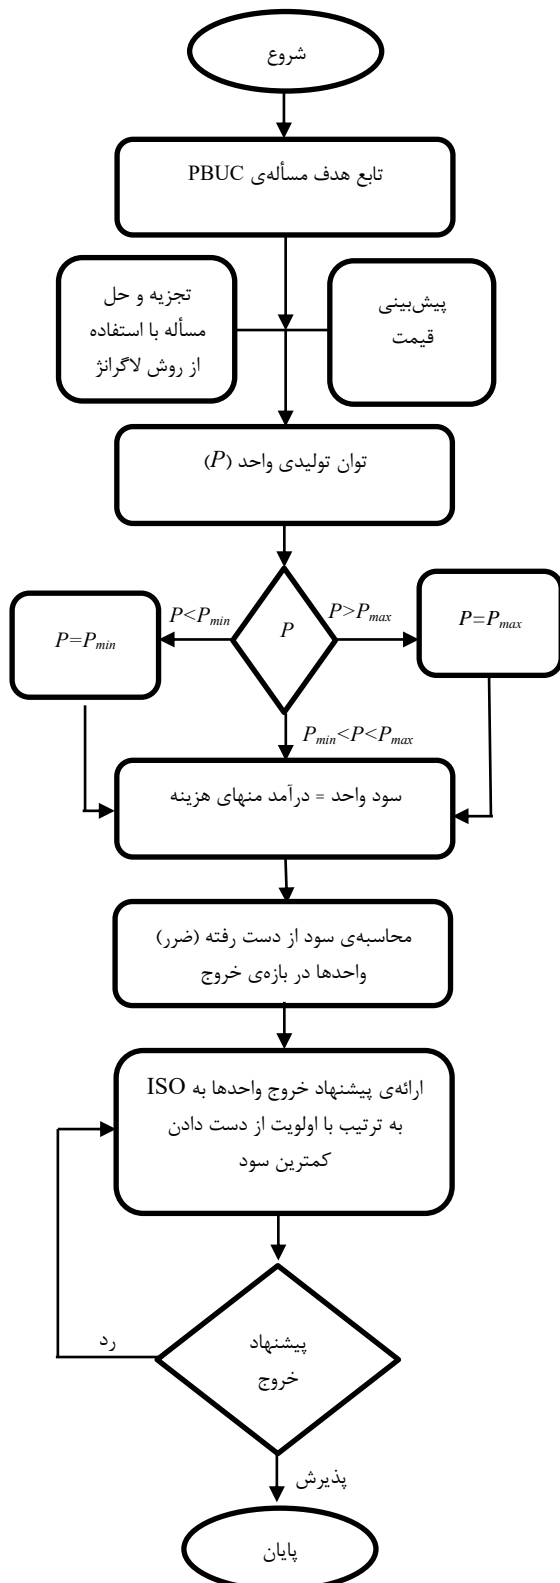 شروع
تابع هدف مسأله‌ی PBUC
پیش‌بینی
قیمت
تجزیه و حل
مسأله با استفاده
از روش لاگرانژ
توان تولیدی واحد (P)
P<Pmin
P
P>Pmax
P=Pmax
P=Pmin
Pmin<P<Pmax
سود واحد = درآمد منهای هزینه
محاسبه‌ی سود از دست رفته (ضرر)
واحدها در بازه‌ی خروج
ارائه‌ی پیشنهاد خروج واحدها به ISO
به ترتیب با اولویت از دست دادن
کمترین سود
پیشنهاد
خروج
رد
پذیرش
پایان